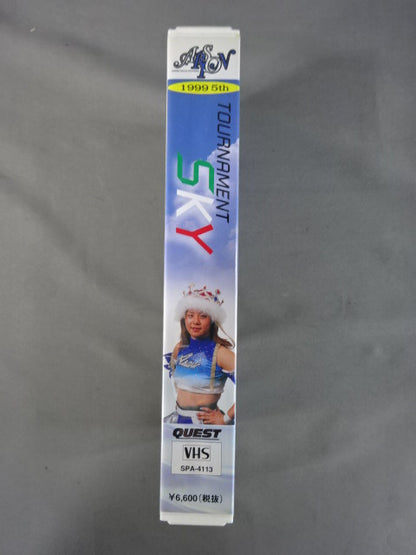 ARSION
1999 5th
TOURNAMENT
SKY
QUEST
VHS
SPA-4113
¥6,600(税抜)